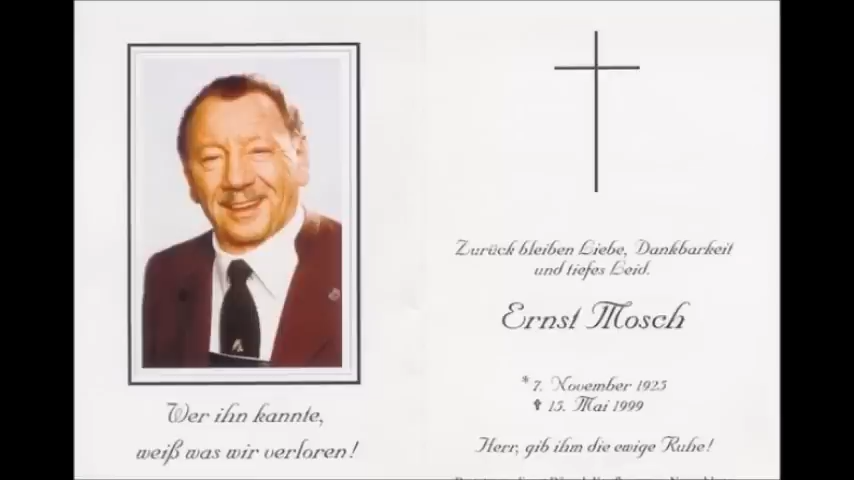 Wer ihn kannte,
weiß was wir verloren!
Zurück bleiben Liebe, Dankbarkeit
und tiefes Leid.
Ernst Mosch
* 7. November 1925
✝ 15. Mai 1999
Herr, gib ihm die ewige Ruhe!